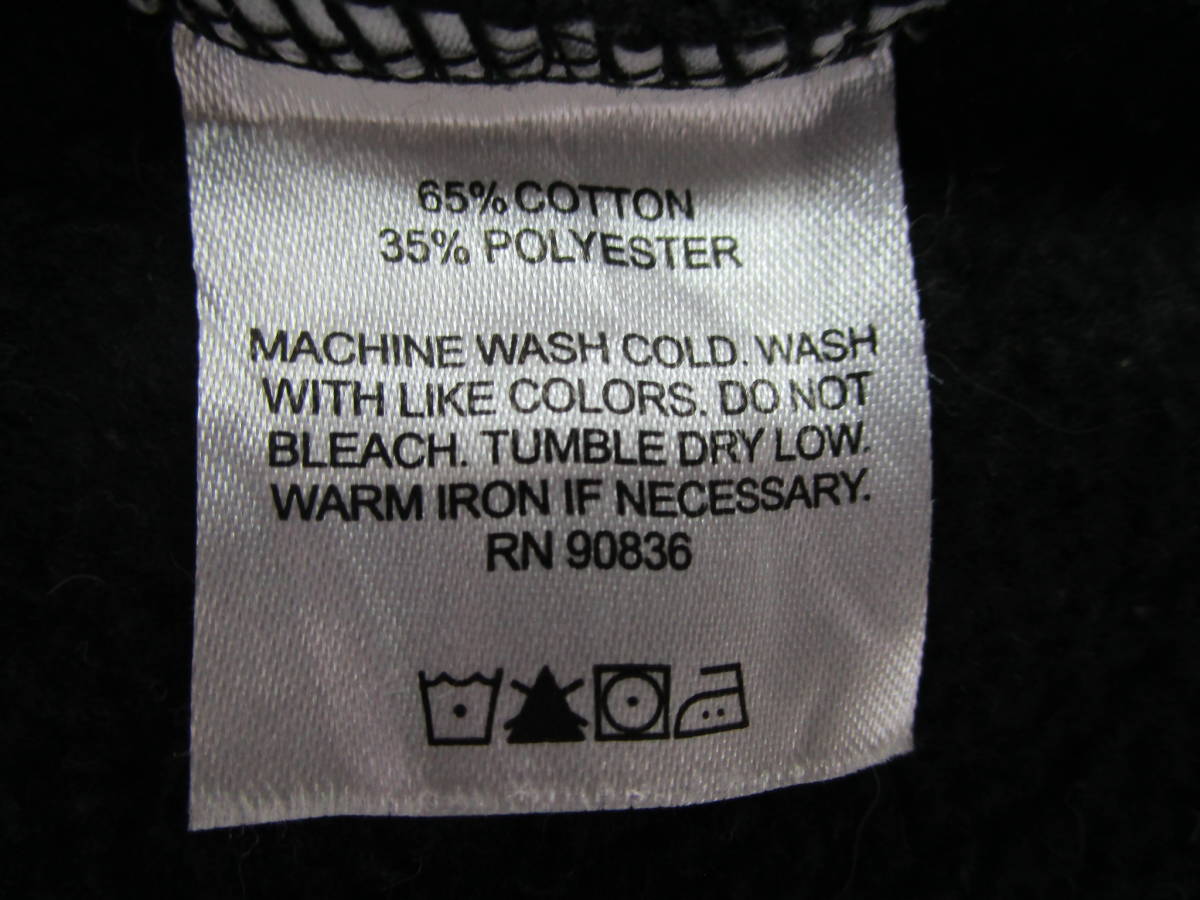 65% COTTON
35% POLYESTER
MACHINE WASH COLD. WASH
WITH LIKE COLORS. DO NOT
BLEACH. TUMBLE DRY LOW.
WARM IRON IF NECESSARY.
RN 90836